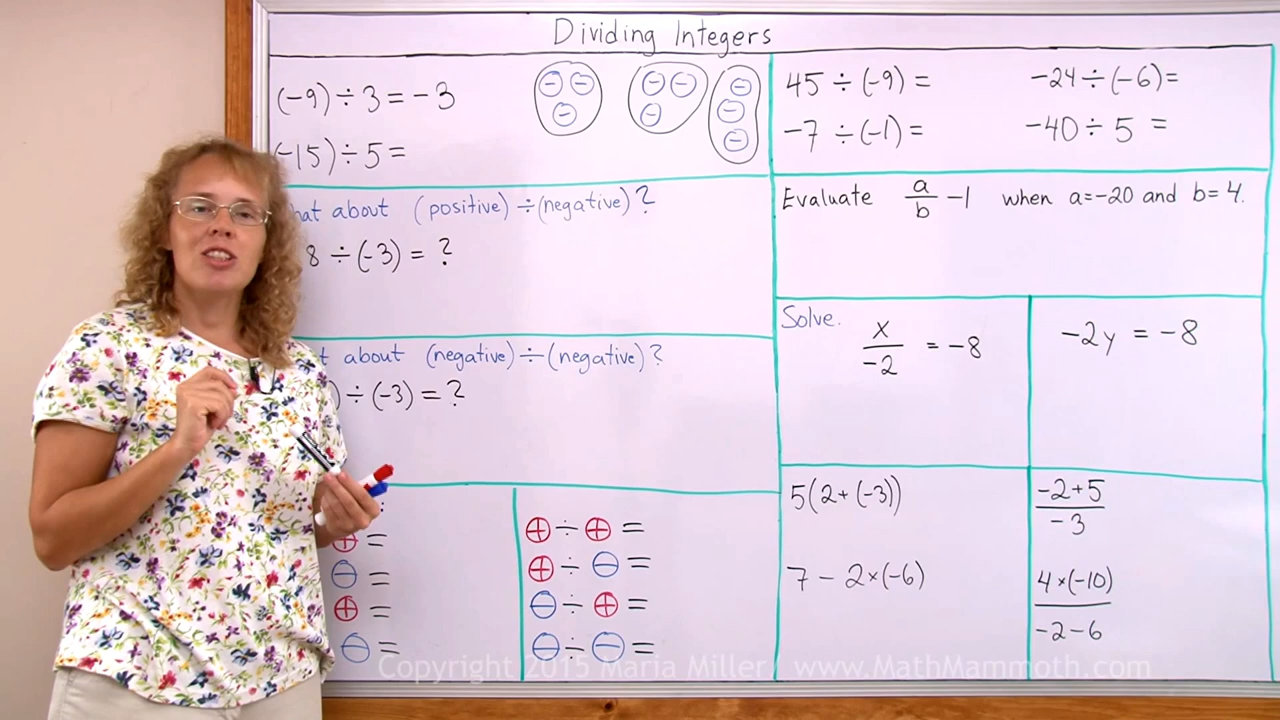 Dividing Integers
(-9) ÷ 3 = -3
(-15) ÷ 5 =
about (positive) ÷ (negative)?
8 ÷ (-3) = ?
about (negative) ÷ (negative)?
) ÷ (-3) = ?
:
⊕ =
⊖ =
⊕ =
⊖ =
⊕ ÷ ⊕ =
⊕ ÷ ⊖ =
⊖ ÷ ⊕ =
⊖ ÷ ⊖ =
45 ÷ (-9) =
-24 ÷ (-6) =
-7 ÷ (-1) =
-40 ÷ 5 =
Evaluate a/b -1 when a=-20 and b=4.
Solve.
x/-2 = -8
-2y = -8
5(2+(-3))
7 - 2×(-6)
-2+5
-3
4×(-10)
-2-6
Copyright 2015 Maria Miller / www.MathMammoth.com